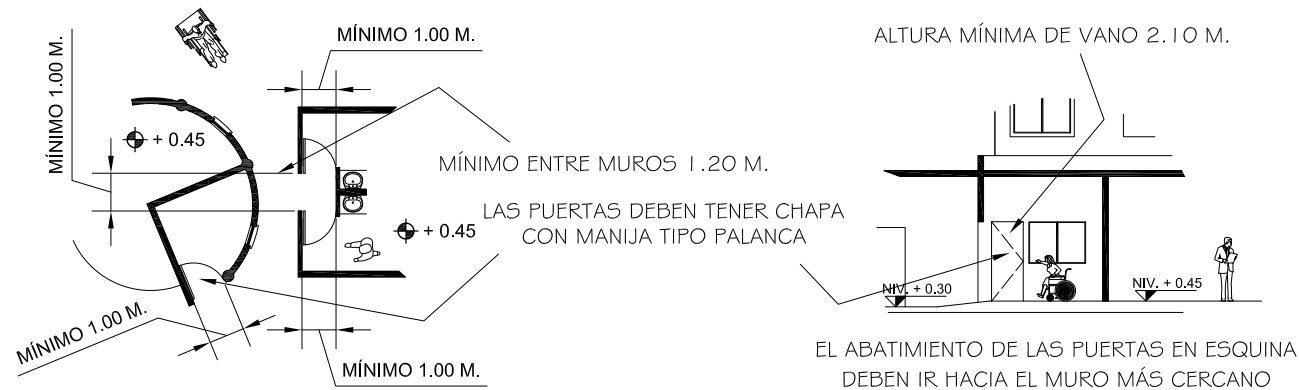 MÍNIMO 1.00 M.
MÍNIMO 1.00 M.
+ 0.45
MÍNIMO ENTRE MUROS 1.20 M.
LAS PUERTAS DEBEN TENER CHAPA
CON MANIJA TIPO PALANCA
+ 0.45
MÍNIMO 1.00 M.
MÍNIMO 1.00 M.
ALTURA MÍNIMA DE VANO 2.10 M.
NIV. + 0.30
NIV. + 0.45
EL ABATIMIENTO DE LAS PUERTAS EN ESQUINA
DEBEN IR HACIA EL MURO MÁS CERCANO